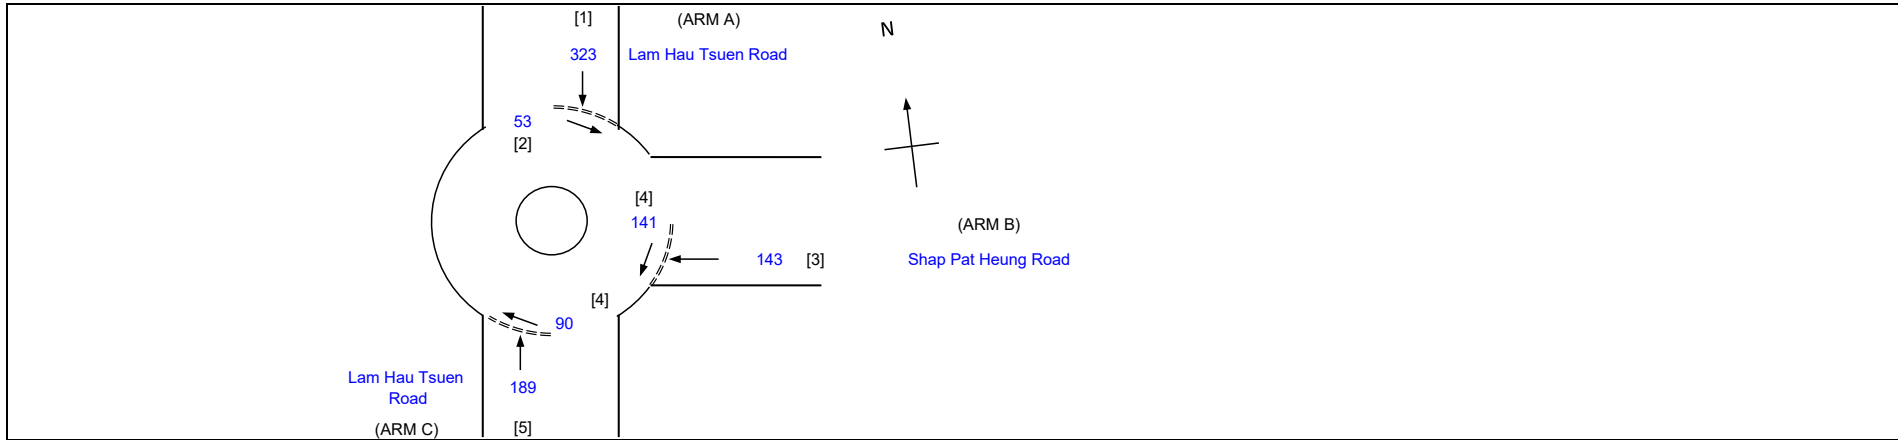 [1] (ARM A)
N
323 Lam Hau Tsuen Road
53
[2]
[4]
141
(ARM B)
143 [3] Shap Pat Heung Road
[4]
90
Lam Hau Tsuen
Road
189
(ARM C) [5]